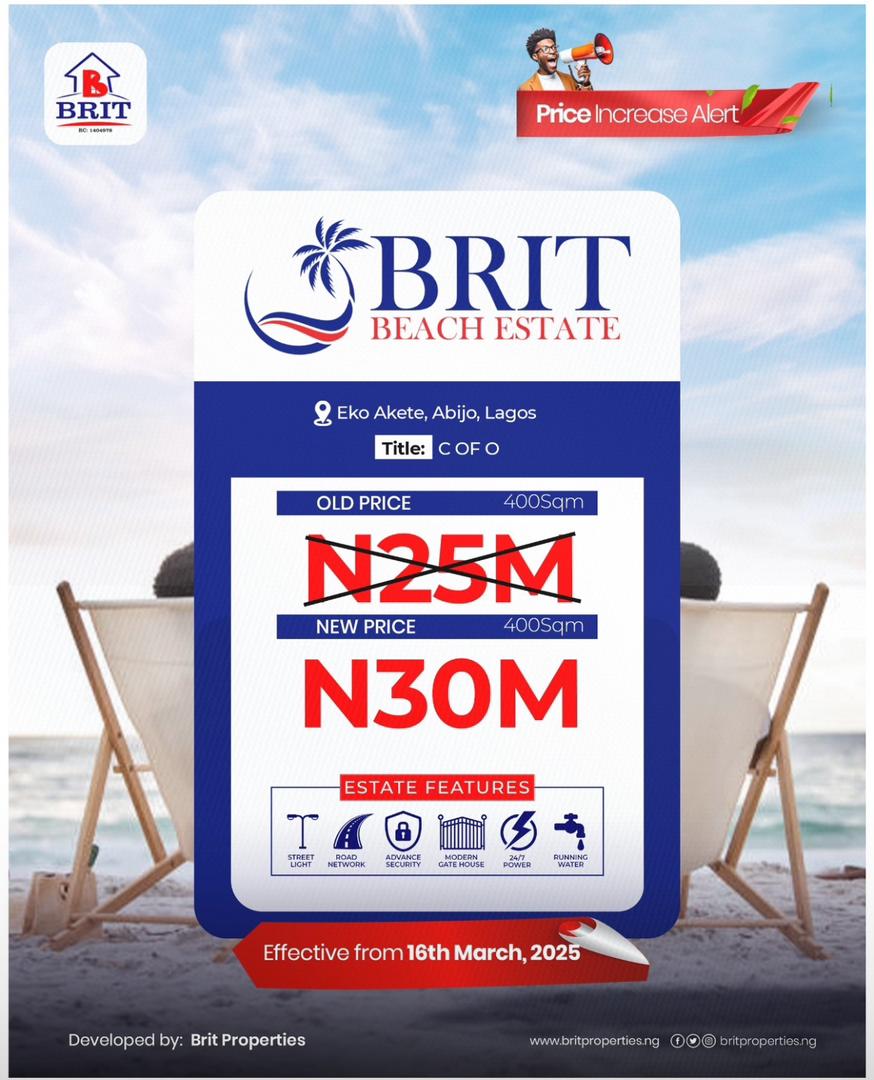 BRIT
RC: 1404978
Price Increase Alert
BRIT
BEACH ESTATE
Eko Akete, Abijo, Lagos
Title: C OF O
OLD PRICE 400Sqm
N25M
NEW PRICE 400Sqm
N30M
ESTATE FEATURES
STREET LIGHT
ROAD NETWORK
ADVANCE SECURITY
MODERN GATE HOUSE
24/7 POWER
RUNNING WATER
Effective from 16th March, 2025
Developed by: Brit Properties
www.britproperties.ng britproperties.ng